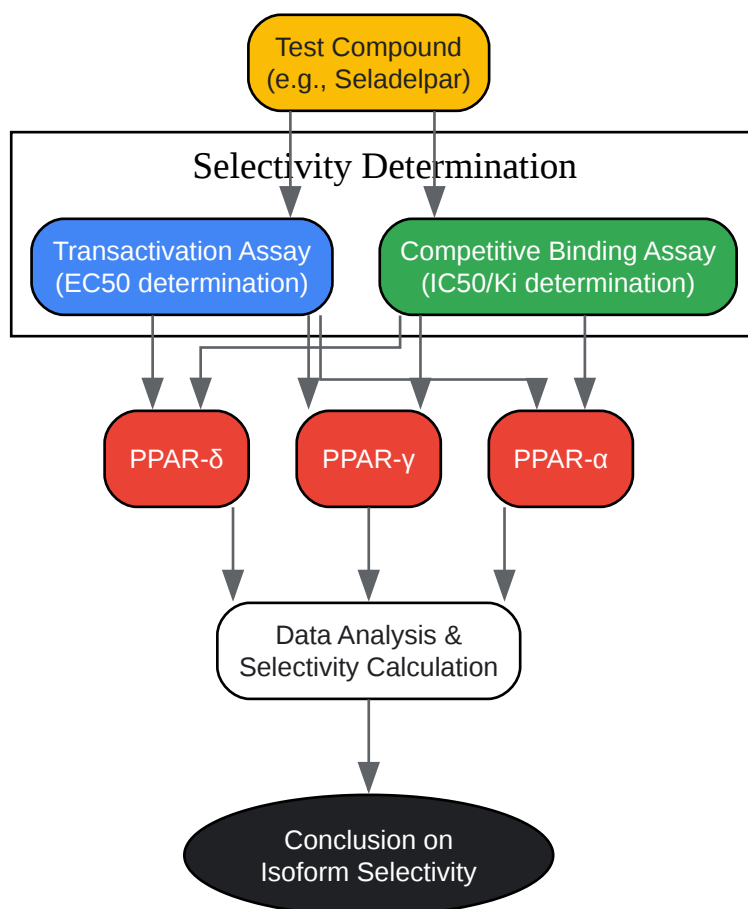 Test Compound
(e.g., Seladelpar)
Selectivity Determination
Transactivation Assay
(EC50 determination)
Competitive Binding Assay
(IC50/Ki determination)
PPAR-δ
PPAR-γ
PPAR-α
Data Analysis &
Selectivity Calculation
Conclusion on
Isoform Selectivity